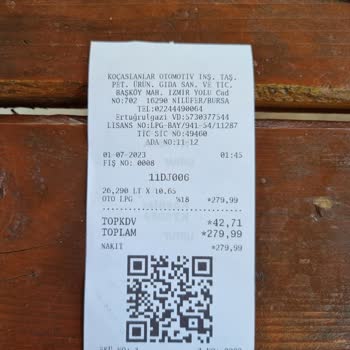 KOÇASLANLAR OTOMOTİV İNŞ. TAŞ.
PET. ÜRÜN. GIDA SAN. VE TİC.
BAŞKÖY MAH. İZMİR YOLU Cad
NO:702 16290 NİLÜFER/BURSA
TEL:02244490064
Ertuğrulgazi VD:5730377544
LİSANS NO:LPG-BAY/941-54/11287
TİC SİC NO:49460
ADA NO:11-12
01-07-2023 01:45
FİŞ NO: 0008
11DJ006
26,290 LT X 10,65
OTO LPG %18 *279,99
TOPKDV *42,71
TOPLAM *279,99
NAKİT *279,99